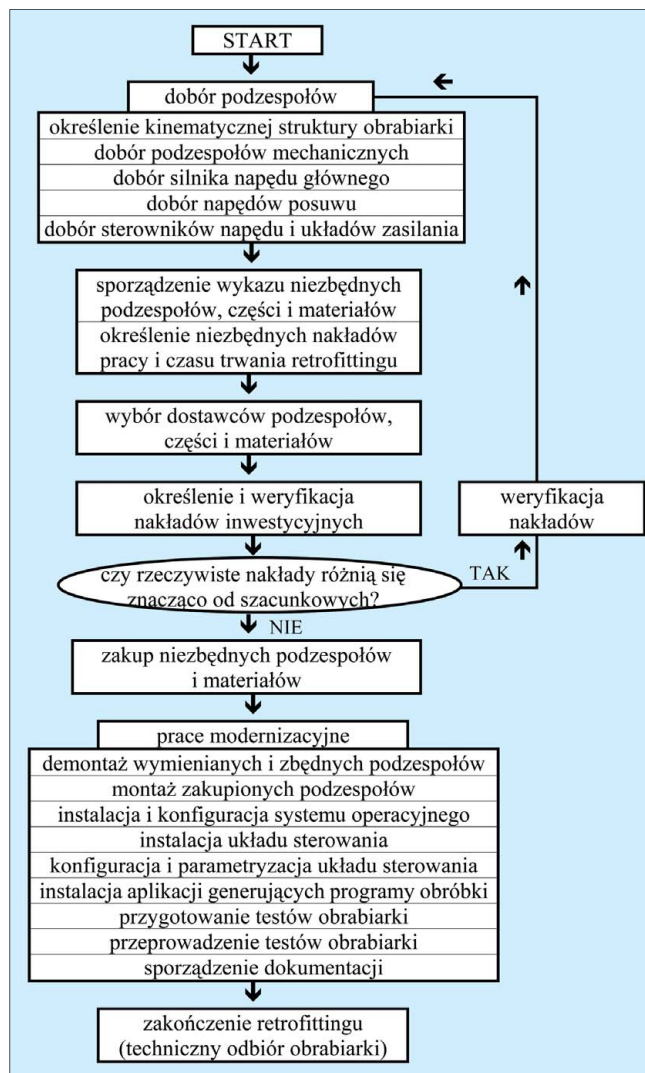 START
dobór podzespołów
określenie kinematycznej struktury obrabiarki
dobór podzespołów mechanicznych
dobór silnika napędu głównego
dobór napędów posuwu
dobór sterowników napędu i układów zasilania
sporządzenie wykazu niezbędnych
podzespołów, części i materiałów
określenie niezbędnych nakładów
pracy i czasu trwania retrofittingu
wybór dostawców podzespołów,
części i materiałów
określenie i weryfikacja
nakładów inwestycyjnych
weryfikacja
nakładów
czy rzeczywiste nakłady różnią się
znacząco od szacunkowych?
TAK
NIE
zakup niezbędnych podzespołów
i materiałów
prace modernizacyjne
demontaż wymienianych i zbędnych podzespołów
montaż zakupionych podzespołów
instalacja i konfiguracja systemu operacyjnego
instalacja układu sterowania
konfiguracja i parametryzacja układu sterowania
instalacja aplikacji generujących programy obróbki
przygotowanie testów obrabiarki
przeprowadzenie testów obrabiarki
sporządzenie dokumentacji
zakończenie retrofittingu
(techniczny odbiór obrabiarki)